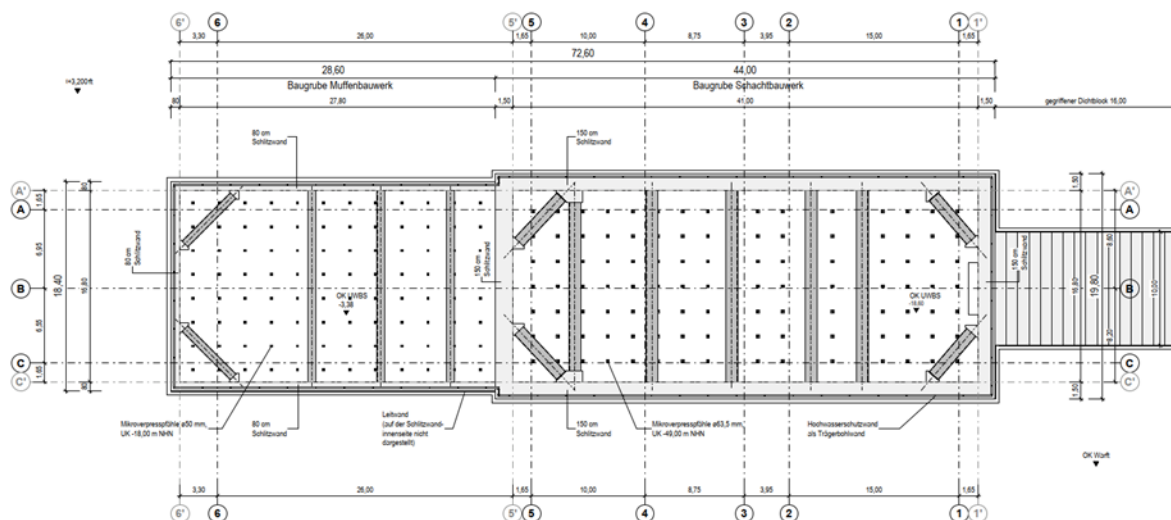 6' 6 5' 5 4 3 2 1 1'
3,30 26,00 1,65 10,00 8,75 3,95 15,00 1,65
72,60
28,60 44,00
Baugrube Muffenbauwerk Baugrube Schachtbauwerk
80 27,80 1,50 41,00 1,50 gegriffener Dichtblock 16,00
80 cm
Schlitzwand
150 cm
Schlitzwand
A' A B C C'
1,65 6,95 6,55 1,65
18,40
80 16,80 80
80 cm
Schlitzwand
OK UWBS
-3,38
150 cm
Schlitzwand
OK UWBS
150 cm
Schlitzwand
1,50 16,80 1,50
19,80
8,60 8,20
10,00
A' A B C C'
Mikroverpresspfähle ø50 mm,
UK -18,00 m NHN
80 cm
Schlitzwand
Leitwand
(auf der Schlitzwand-
innenseite nicht
dargestellt)
150 cm
Schlitzwand
Mikroverpresspfähle ø63,5 mm,
UK -49,00 m NHN
Hochwasserschutzwand
als Trägerbohlwand
OK Warft
3,30 26,00 1,65 10,00 8,75 3,95 15,00 1,65
6' 6 5' 5 4 3 2 1 1'